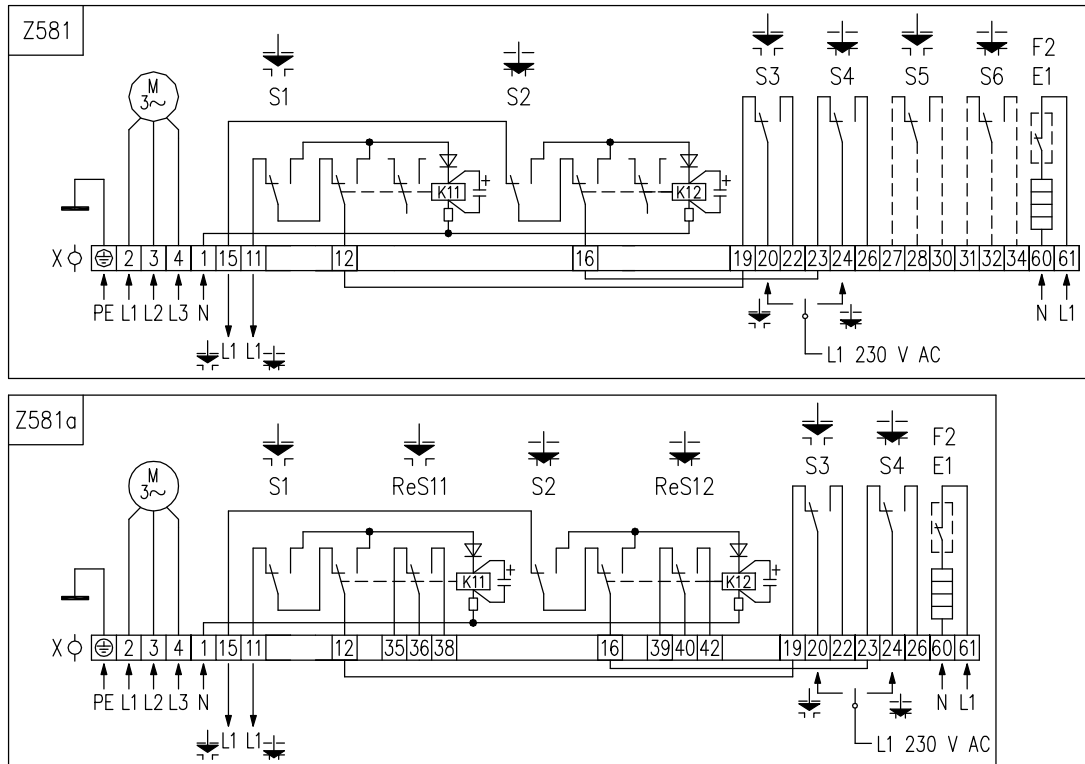 Z581
S1
S2
S3 S4 S5 S6 F2
E1
M
3~
K11 + K12 +
X 2 3 4 1 15 11 12 16 19 20 22 23 24 26 27 28 30 31 32 34 60 61
PE L1 L2 L3 N
L1 L1
N L1
L1 230 V AC
Z581a
S1 ReS11 S2 ReS12
S3 S4 F2
E1
M
3~
K11 + K12 +
X 2 3 4 1 15 11 12 35 36 38 16 39 40 42 19 20 22 23 24 26 60 61
PE L1 L2 L3 N
L1 L1
N L1
L1 230 V AC